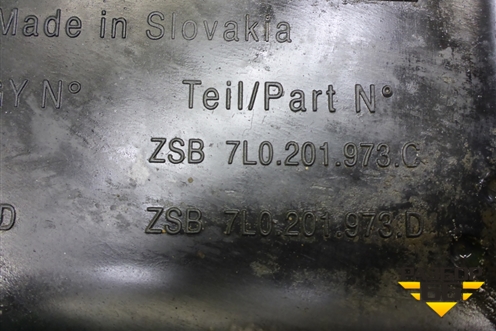 Made in Slovakia
Y N° Teil/Part N°
ZSB 7L0.201.973.C
D ZSB 7L0.201.973.D